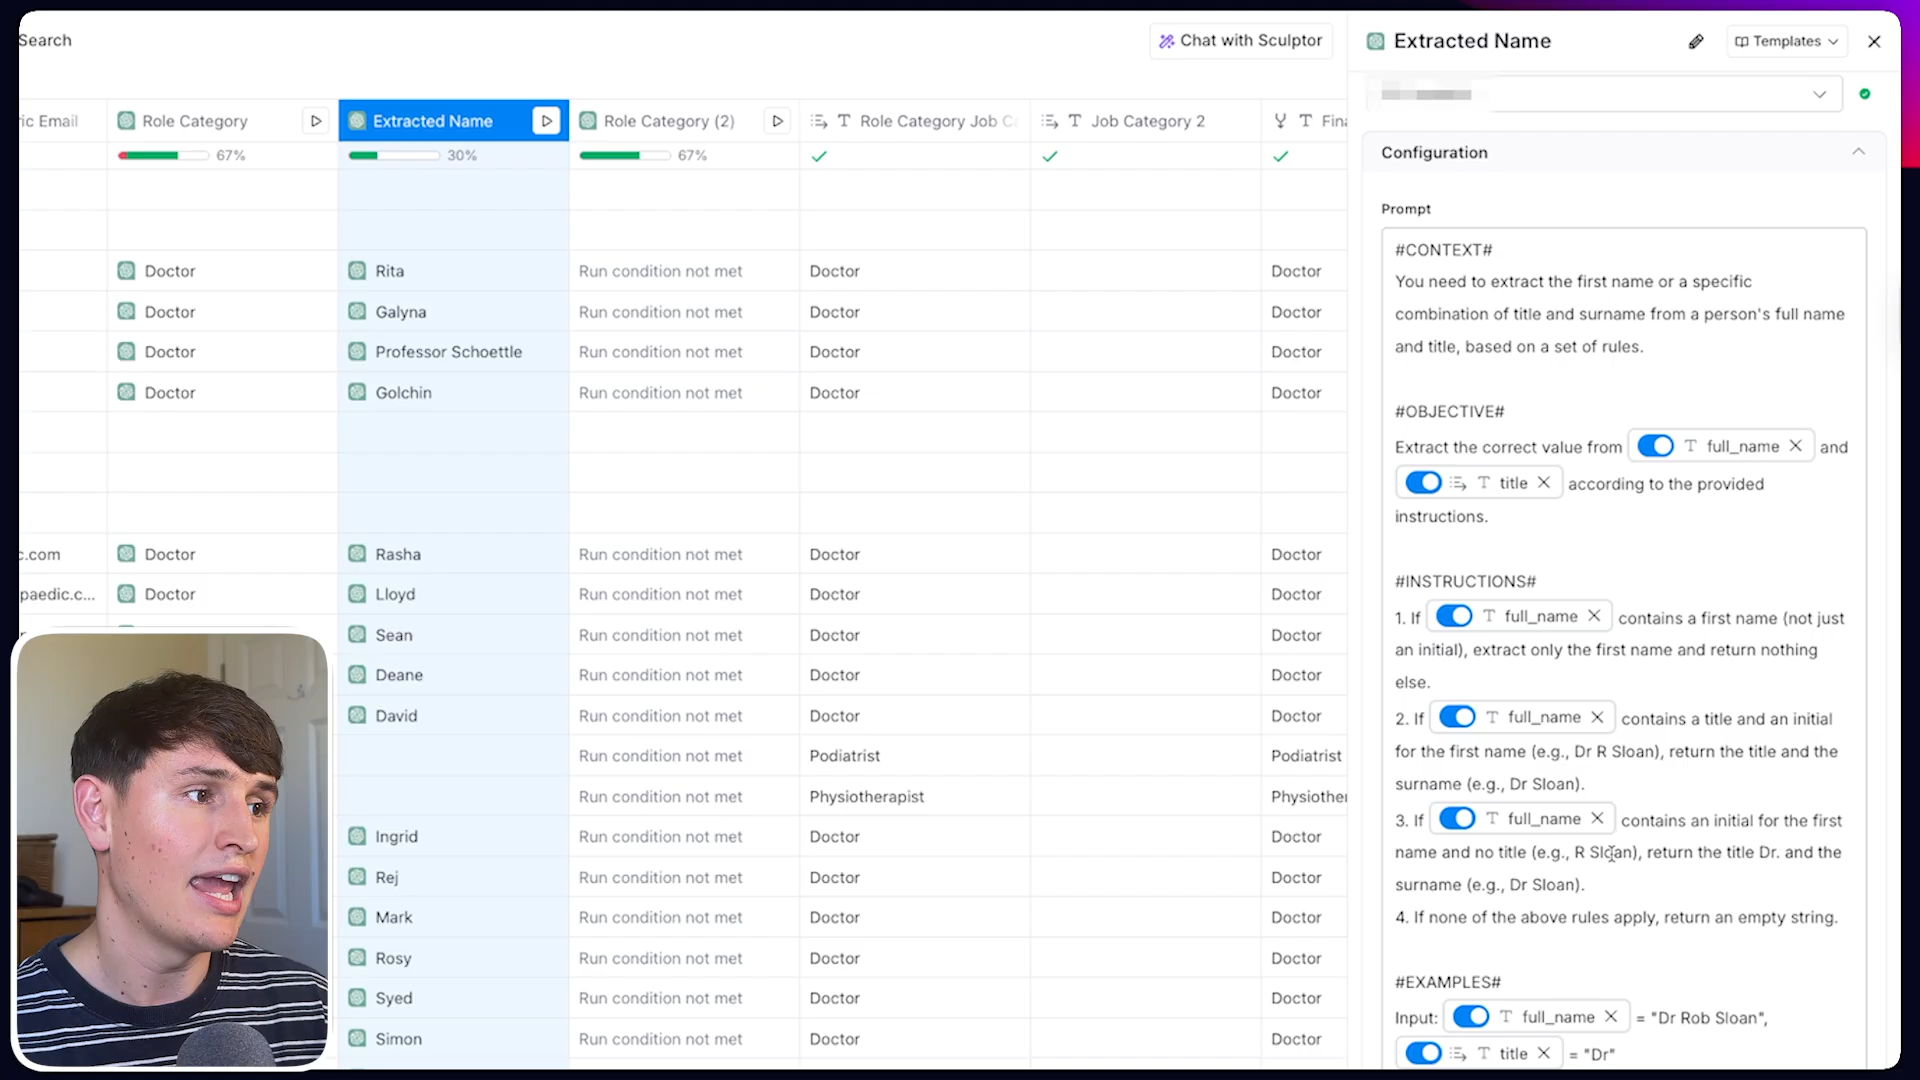 Search
Chat with Sculptor
ric Email
Role Category
Extracted Name
Role Category (2)
Role Category Job C
Job Category 2
Fina
67%
30%
67%
Doctor
Rita
Run condition not met
Doctor
Doctor
Doctor
Galyna
Run condition not met
Doctor
Doctor
Doctor
Professor Schoettle
Run condition not met
Doctor
Doctor
Doctor
Golchin
Run condition not met
Doctor
Doctor
c.com
Doctor
Rasha
Run condition not met
Doctor
Doctor
paedic.c...
Doctor
Lloyd
Run condition not met
Doctor
Doctor
Sean
Run condition not met
Doctor
Doctor
Deane
Run condition not met
Doctor
Doctor
David
Run condition not met
Doctor
Doctor
Run condition not met
Podiatrist
Podiatrist
Run condition not met
Physiotherapist
Physiother
Ingrid
Run condition not met
Doctor
Doctor
Rej
Run condition not met
Doctor
Doctor
Mark
Run condition not met
Doctor
Doctor
Rosy
Run condition not met
Doctor
Doctor
Syed
Run condition not met
Doctor
Doctor
Simon
Run condition not met
Doctor
Doctor
Extracted Name
Templates
Configuration
Prompt
#CONTEXT#
You need to extract the first name or a specific
combination of title and surname from a person's full name
and title, based on a set of rules.
#OBJECTIVE#
Extract the correct value from full_name and
title according to the provided
instructions.
#INSTRUCTIONS#
1. If full_name contains a first name (not just
an initial), extract only the first name and return nothing
else.
2. If full_name contains a title and an initial
for the first name (e.g., Dr R Sloan), return the title and the
surname (e.g., Dr Sloan).
3. If full_name contains an initial for the first
name and no title (e.g., R Sloan), return the title Dr. and the
surname (e.g., Dr Sloan).
4. If none of the above rules apply, return an empty string.
#EXAMPLES#
Input: full_name = "Dr Rob Sloan",
title = "Dr"